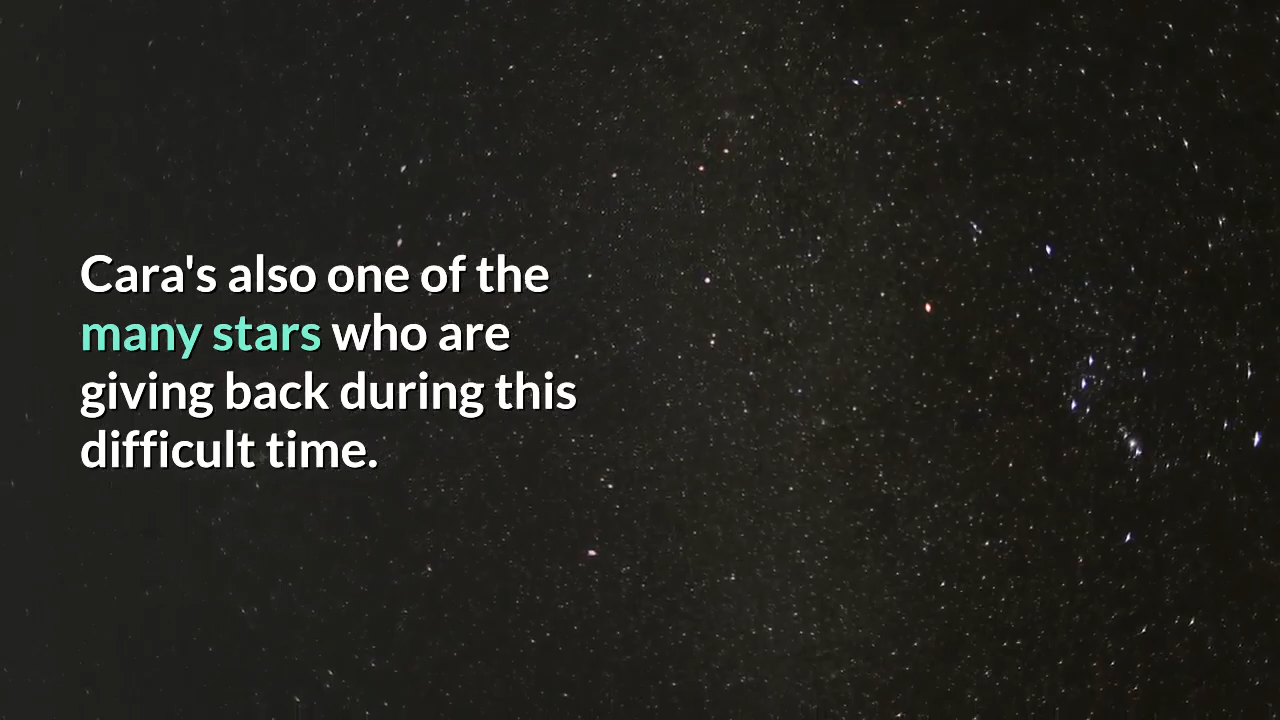 Cara's also one of the
many stars who are
giving back during this
difficult time.